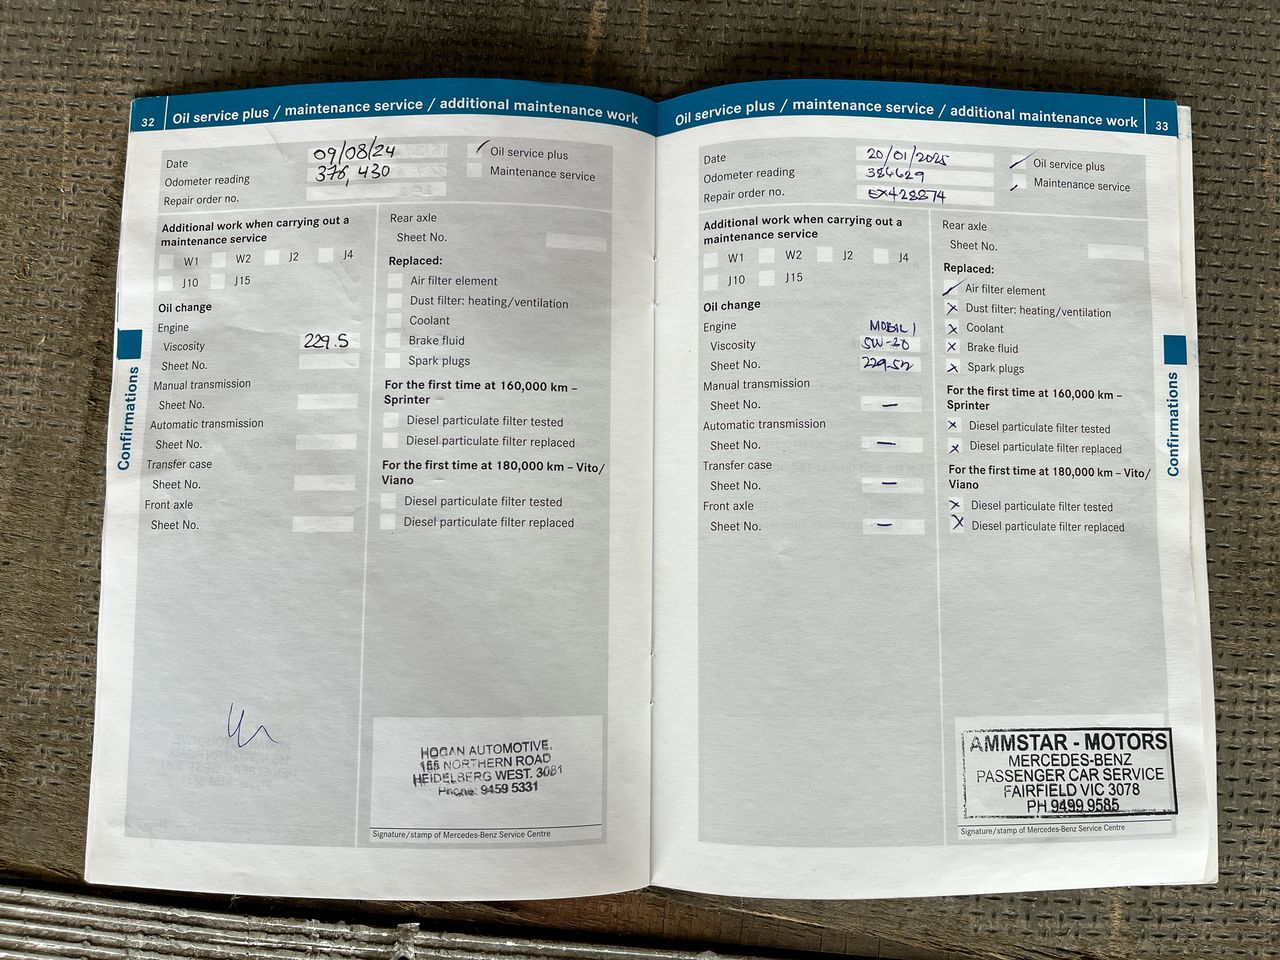 32 Oil service plus / maintenance service / additional maintenance work
Date 09/08/24
Odometer reading 376,430
Repair order no.
Oil service plus
Maintenance service
Additional work when carrying out a
maintenance service
W1 W2 J2 J4
J10 J15
Oil change
Engine
Viscosity 229.5
Sheet No.
Manual transmission
Sheet No.
Automatic transmission
Sheet No.
Transfer case
Sheet No.
Front axle
Sheet No.
Rear axle
Sheet No.
Replaced:
Air filter element
Dust filter: heating/ventilation
Coolant
Brake fluid
Spark plugs
For the first time at 160,000 km –
Sprinter
Diesel particulate filter tested
Diesel particulate filter replaced
For the first time at 180,000 km – Vito/
Viano
Diesel particulate filter tested
Diesel particulate filter replaced
HOGAN AUTOMOTIVE.
165 NORTHERN ROAD
HEIDELBERG WEST. 3081
Phone: 9459 5331
Signature/stamp of Mercedes-Benz Service Centre
Confirmations
Oil service plus / maintenance service / additional maintenance work 33
Date 20/01/2025
Odometer reading 384629
Repair order no. EX428874
Oil service plus
Maintenance service
Additional work when carrying out a
maintenance service
W1 W2 J2 J4
J10 J15
Oil change
Engine MOBIL 1
Viscosity 5W-30
Sheet No. 229.52
Manual transmission
Sheet No. –
Automatic transmission
Sheet No. –
Transfer case
Sheet No. –
Front axle
Sheet No. –
Rear axle
Sheet No.
Replaced:
Air filter element
Dust filter: heating/ventilation
Coolant
Brake fluid
Spark plugs
For the first time at 160,000 km –
Sprinter
Diesel particulate filter tested
Diesel particulate filter replaced
For the first time at 180,000 km – Vito/
Viano
Diesel particulate filter tested
Diesel particulate filter replaced
AMMSTAR - MOTORS
MERCEDES-BENZ
PASSENGER CAR SERVICE
FAIRFIELD VIC 3078
PH 9499 9585
Signature/stamp of Mercedes-Benz Service Centre
Confirmations